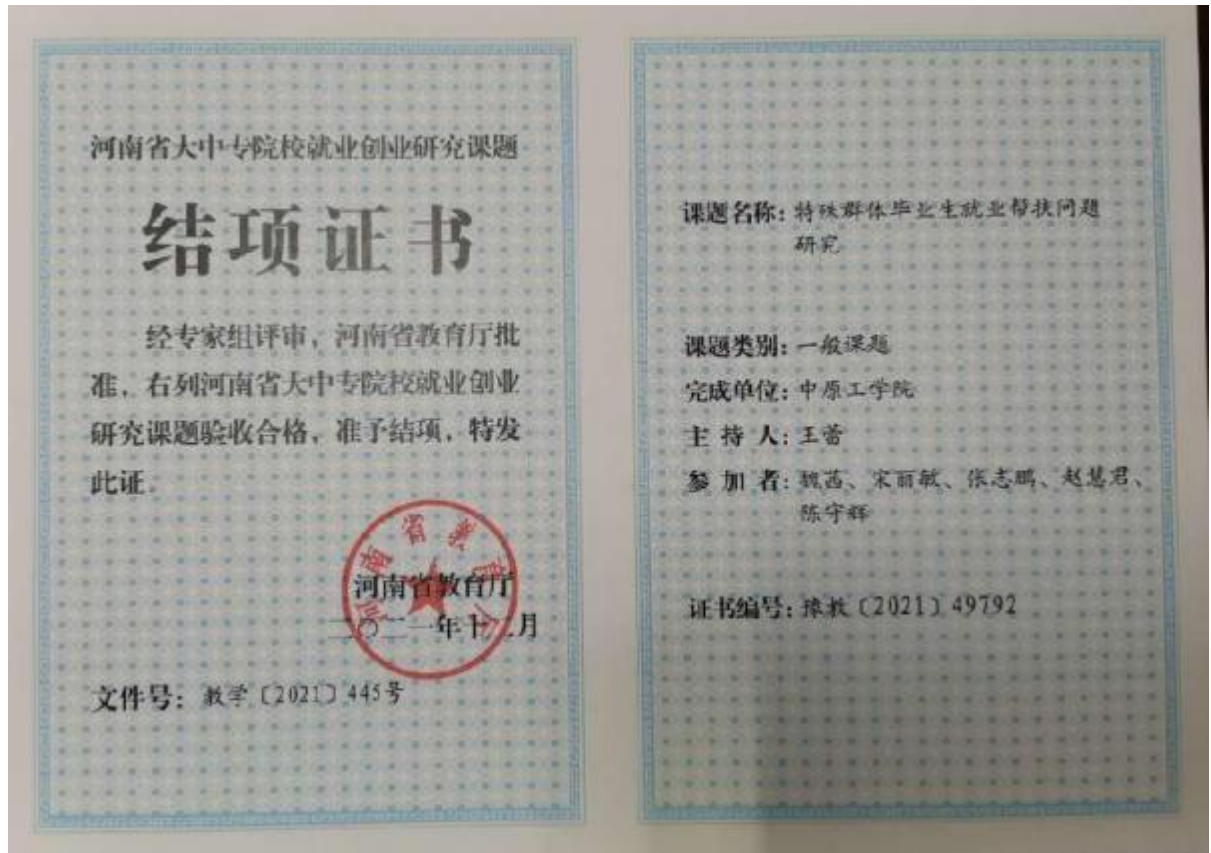 河南省大中专院校就业创业研究课题
结项证书
经专家组评审，河南省教育厅批
准，右列河南省大中专院校就业创业
研究课题验收合格，准予结项，特发
此证。
河南省教育厅
河南省教育厅
二〇二一年十二月
文件号：教学〔2021〕445号
课题名称：特殊群体毕业生就业帮扶问题
研究
课题类别：一般课题
完成单位：中原工学院
主 持 人：王蕾
参 加 者：魏茜、宋丽敏、张志鹏、赵慧君、
陈守辉
证书编号：豫教〔2021〕49792